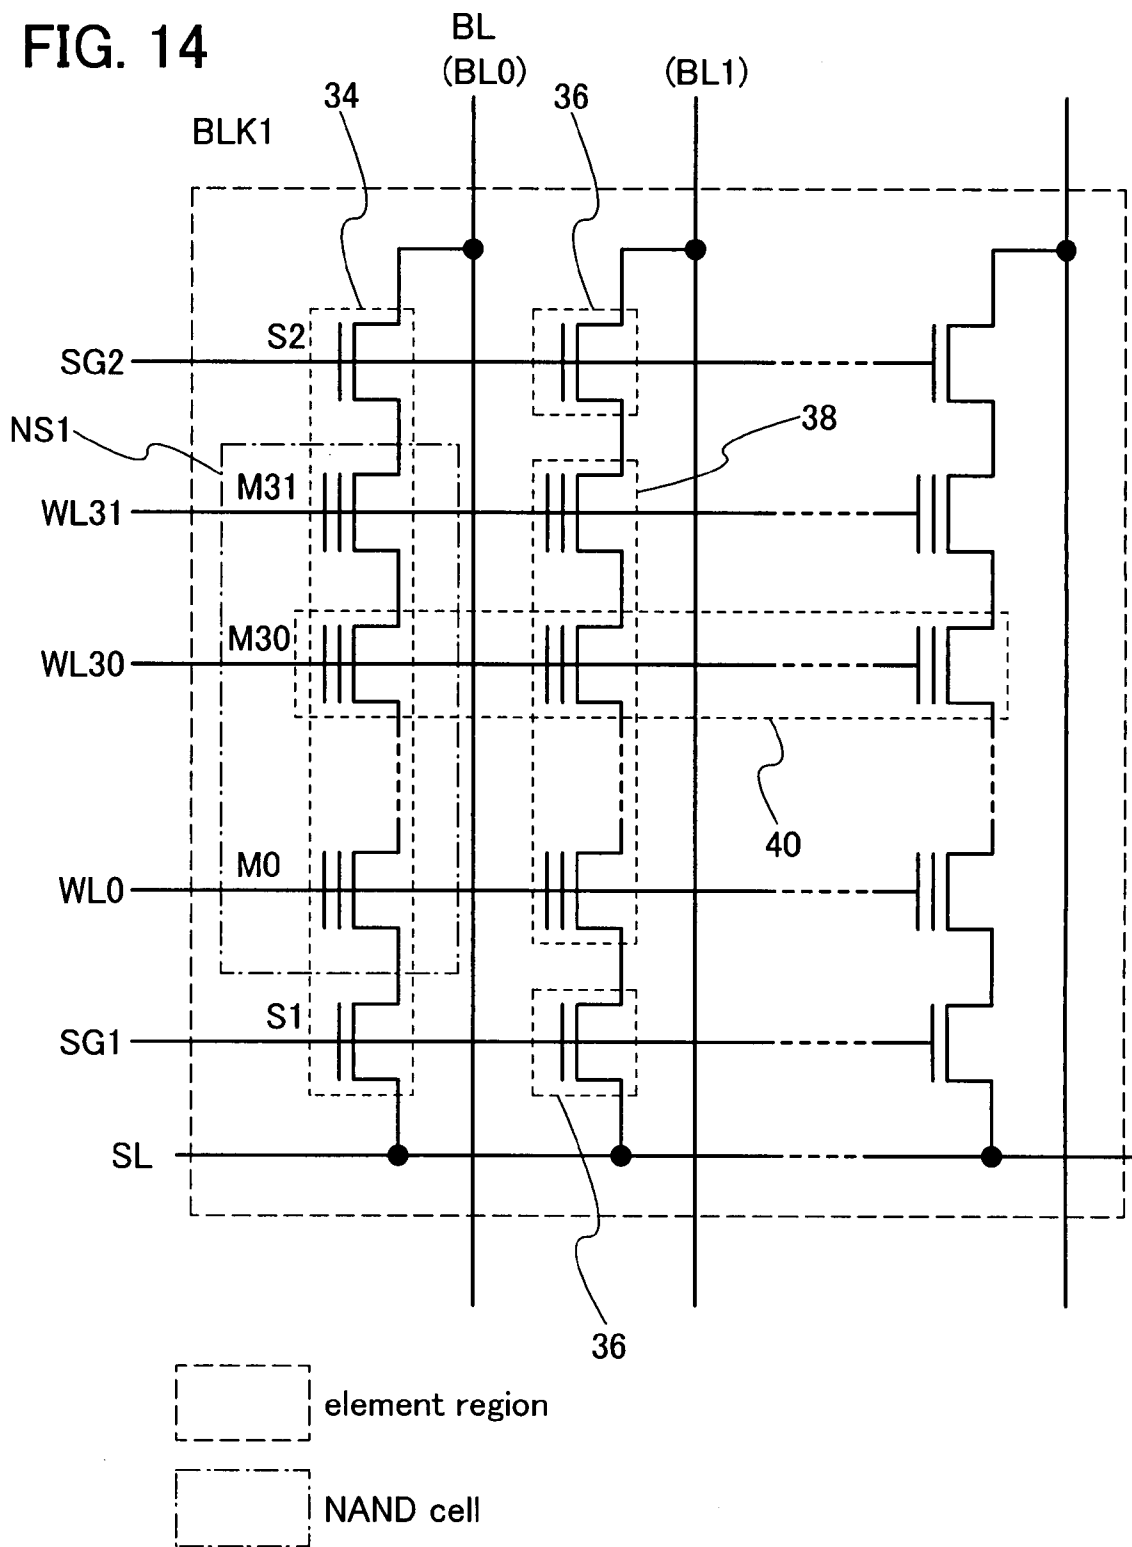 FIG. 14
BL
(BL0)
(BL1)
34
36
BLK1
S2
SG2
NS1
38
M31
WL31
M30
WL30
40
M0
WL0
S1
SG1
SL
36
element region
NAND cell